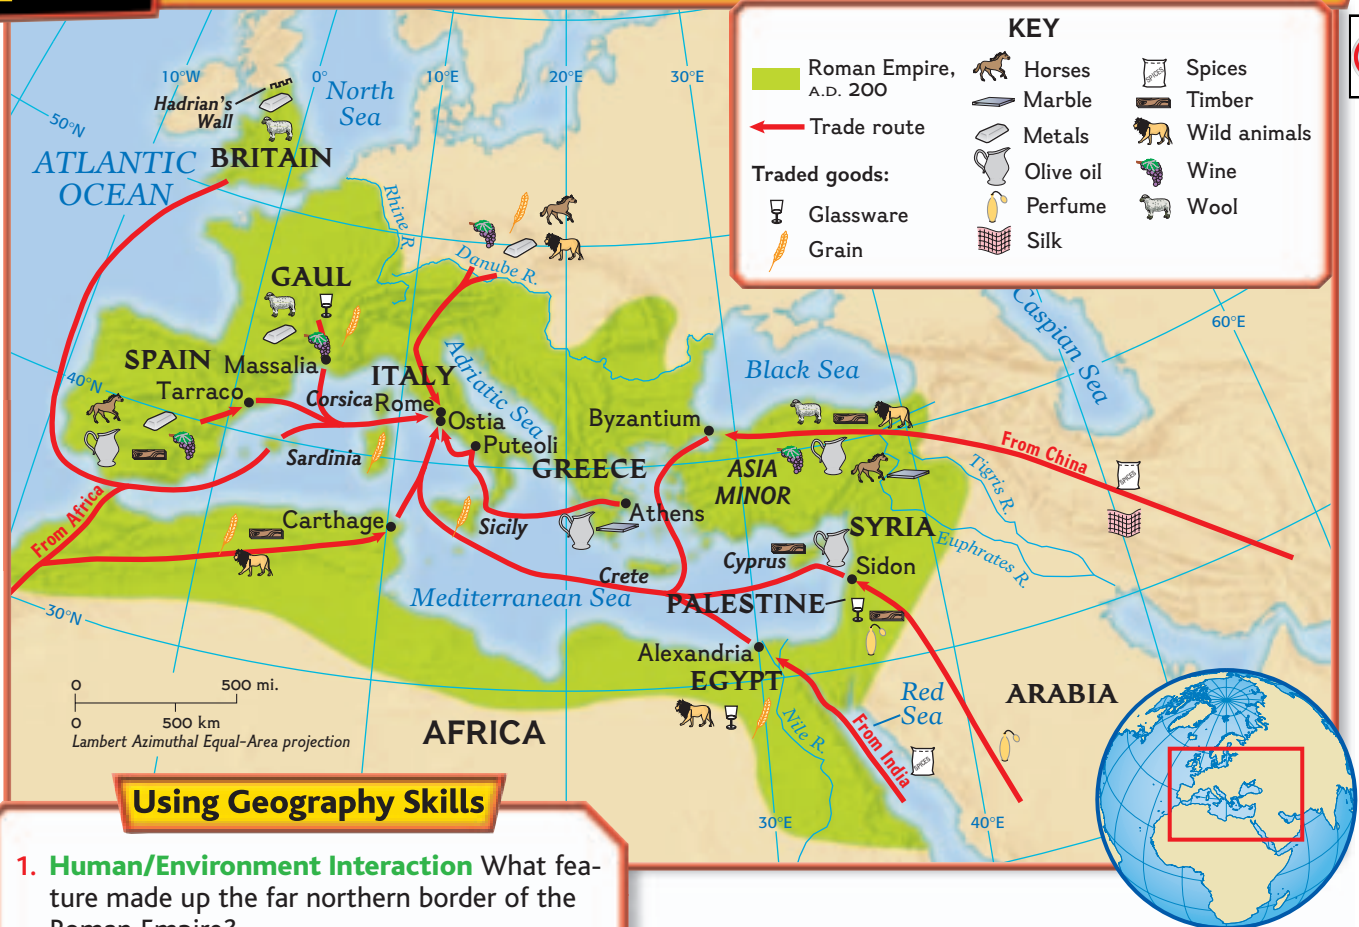 KEY
Roman Empire,
A.D. 200
Trade route
Traded goods:
Glassware
Grain
Horses
Marble
Metals
Olive oil
Perfume
Silk
Spices
Timber
Wild animals
Wine
Wool
10°W
0°
10°E
20°E
30°E
Hadrian's
Wall
North
Sea
50°N
ATLANTIC
OCEAN
BRITAIN
Rhine R.
Danube R.
GAUL
60°E
Caspian Sea
SPAIN
Massalia
Adriatic Sea
Black Sea
40°N
Tarraco
Corsica
ITALY
Rome
Ostia
Puteoli
Byzantium
From China
SPICES
Sardinia
GREECE
ASIA
MINOR
Tigris R.
From Africa
Carthage
Sicily
Athens
SYRIA
Euphrates R.
Crete
Cyprus
Sidon
Mediterranean Sea
PALESTINE
30°N
Alexandria
EGYPT
Red
Sea
ARABIA
AFRICA
Nile R.
From India
SPICES
0
500 mi.
0
500 km
Lambert Azimuthal Equal-Area projection
30°E
40°E
Using Geography Skills
1. Human/Environment Interaction What fea-
ture made up the far northern border of the
Roman Empire?